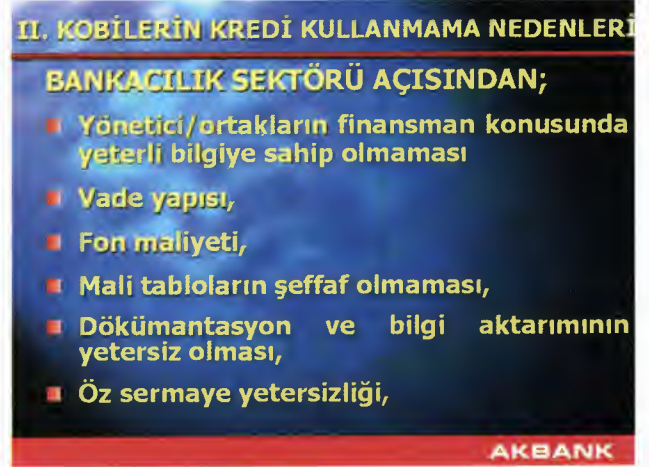 II. KOBİLERİN KREDİ KULLANMAMA NEDENLERİ
BANKACILIK SEKTÖRÜ AÇISINDAN;
Yönetici/ortakların finansman konusunda
yeterli bilgiye sahip olmaması
Vade yapısı,
Fon maliyeti,
Mali tabloların şeffaf olmaması,
Dökümantasyon ve bilgi aktarımının
yetersiz olması,
Öz sermaye yetersizliği,
AKBANK